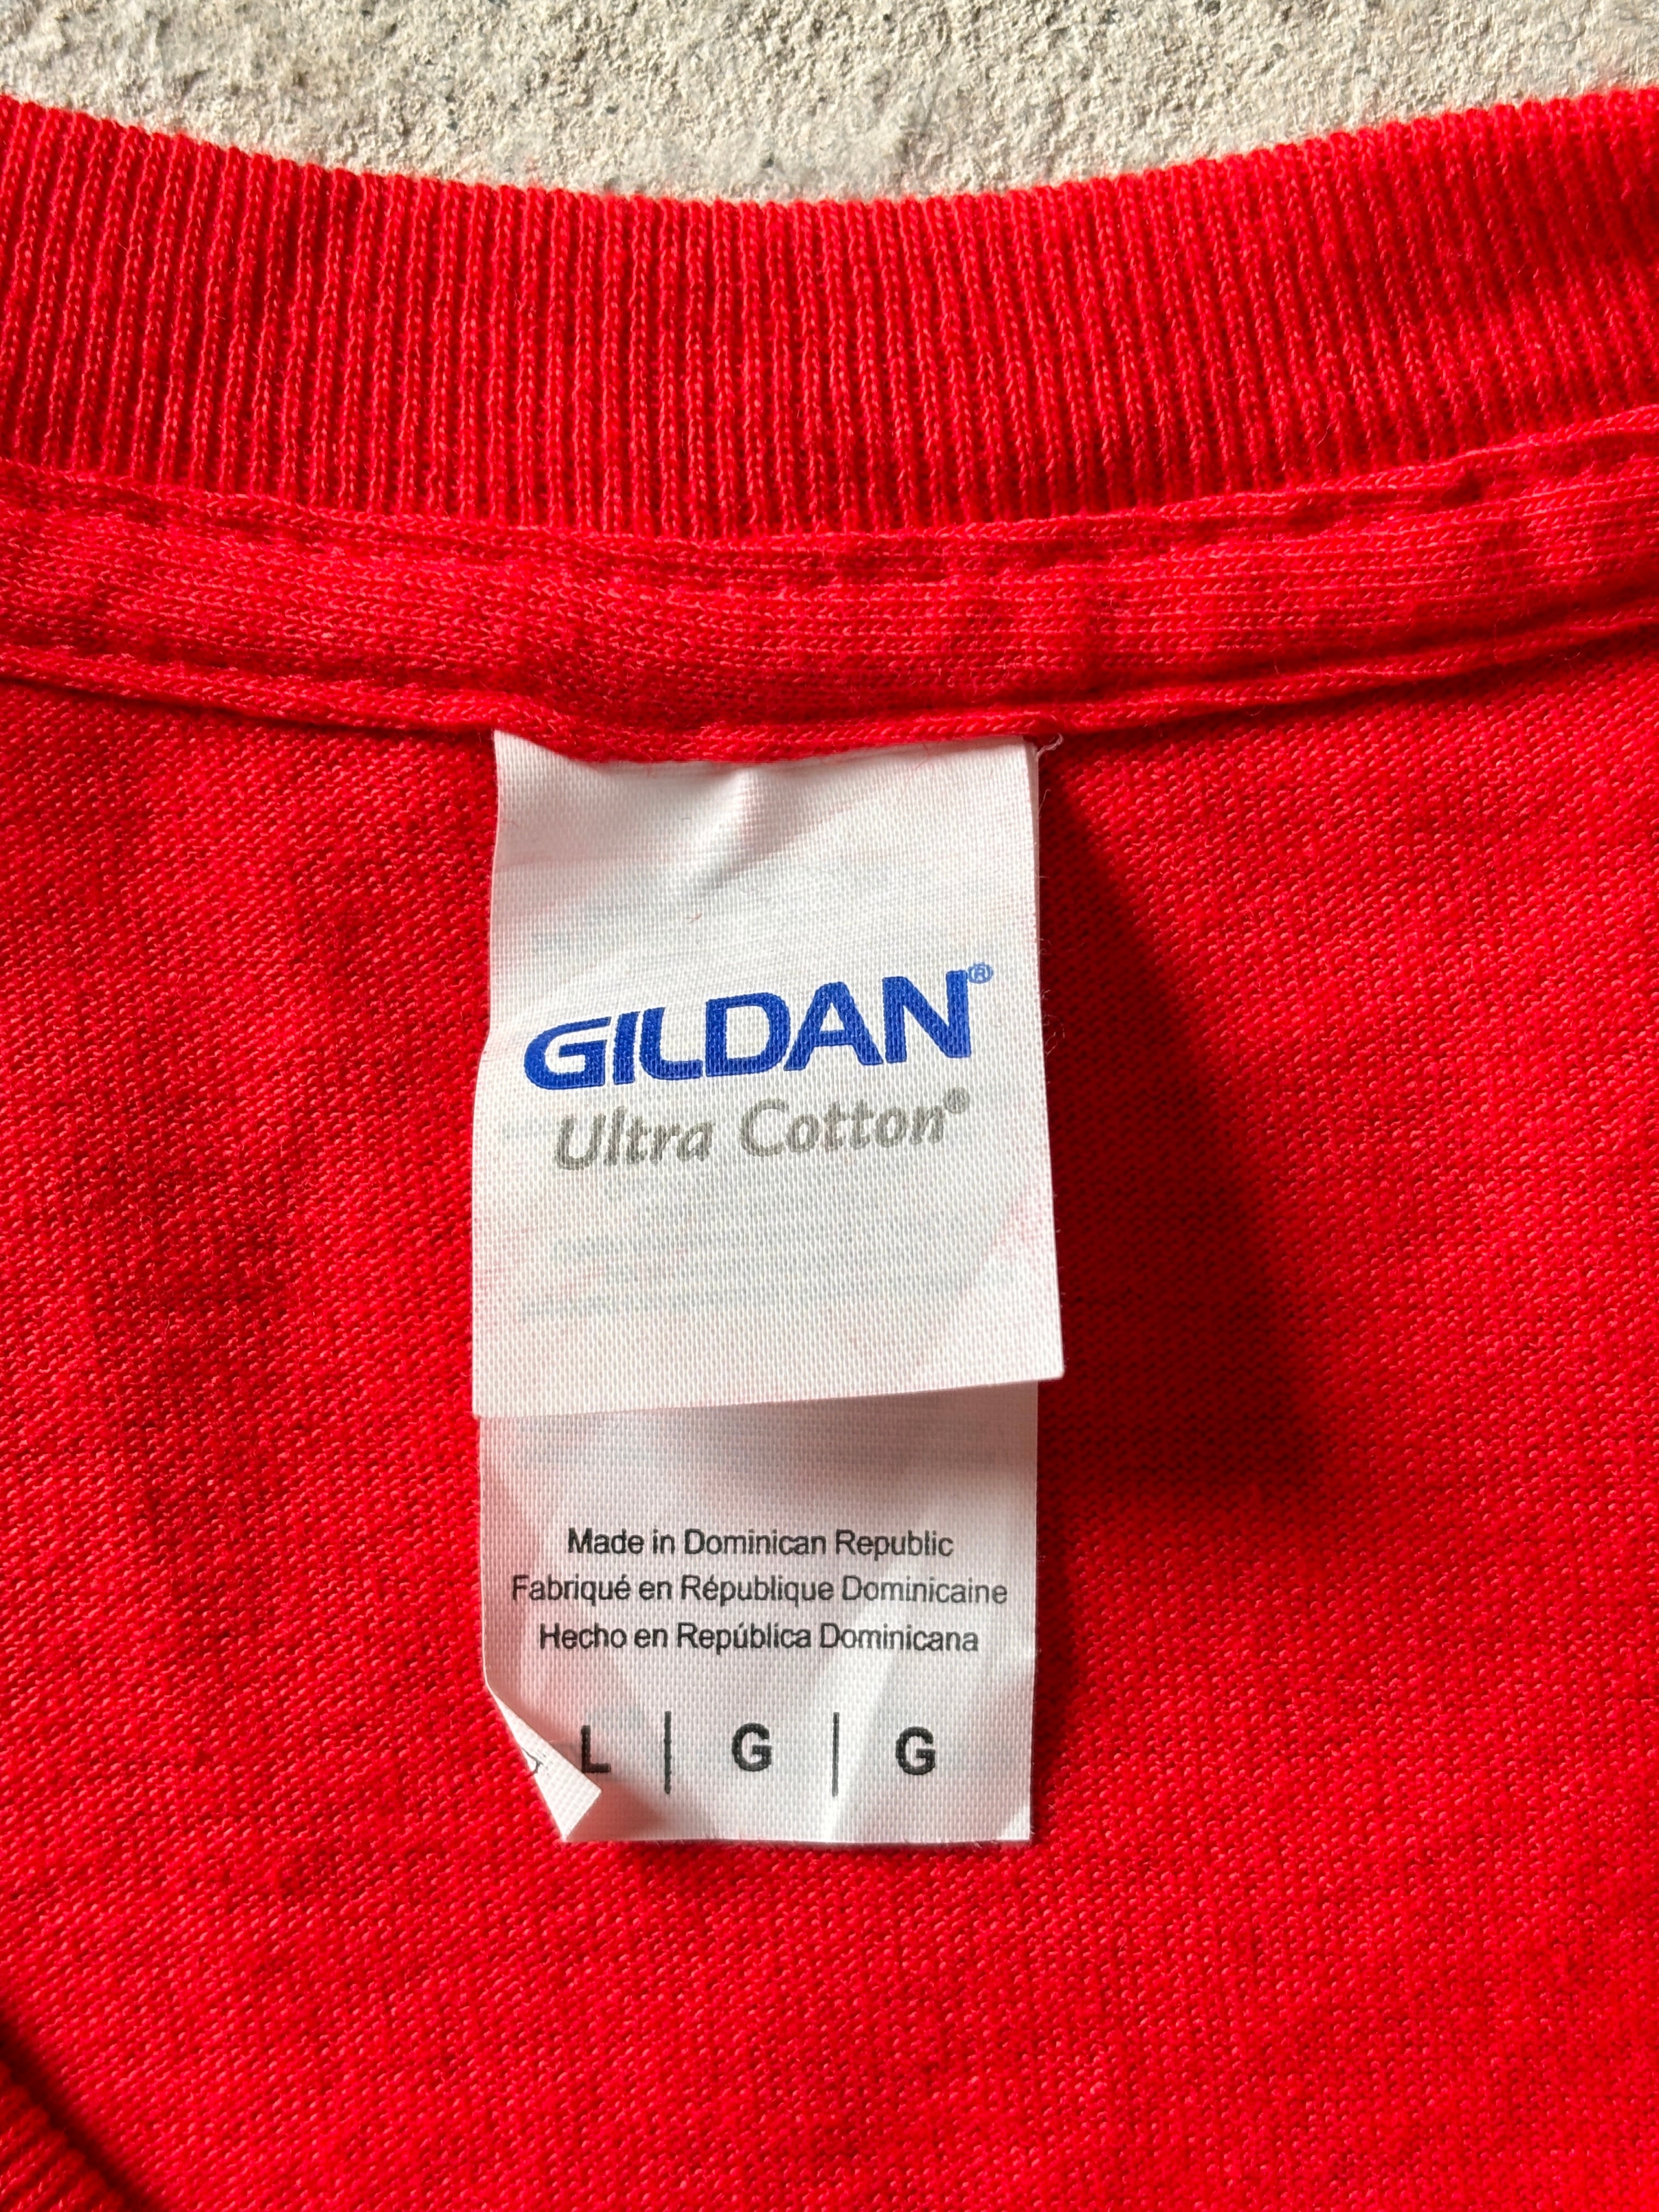 GILDAN®
Ultra Cotton®
Made in Dominican Republic
Fabriqué en République Dominicaine
Hecho en República Dominicana
L | G | G